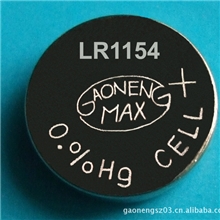 LR1154
GAONENG
MAX
+
0.%Hg CELL
gaonengsz03.cn.alibaba.com